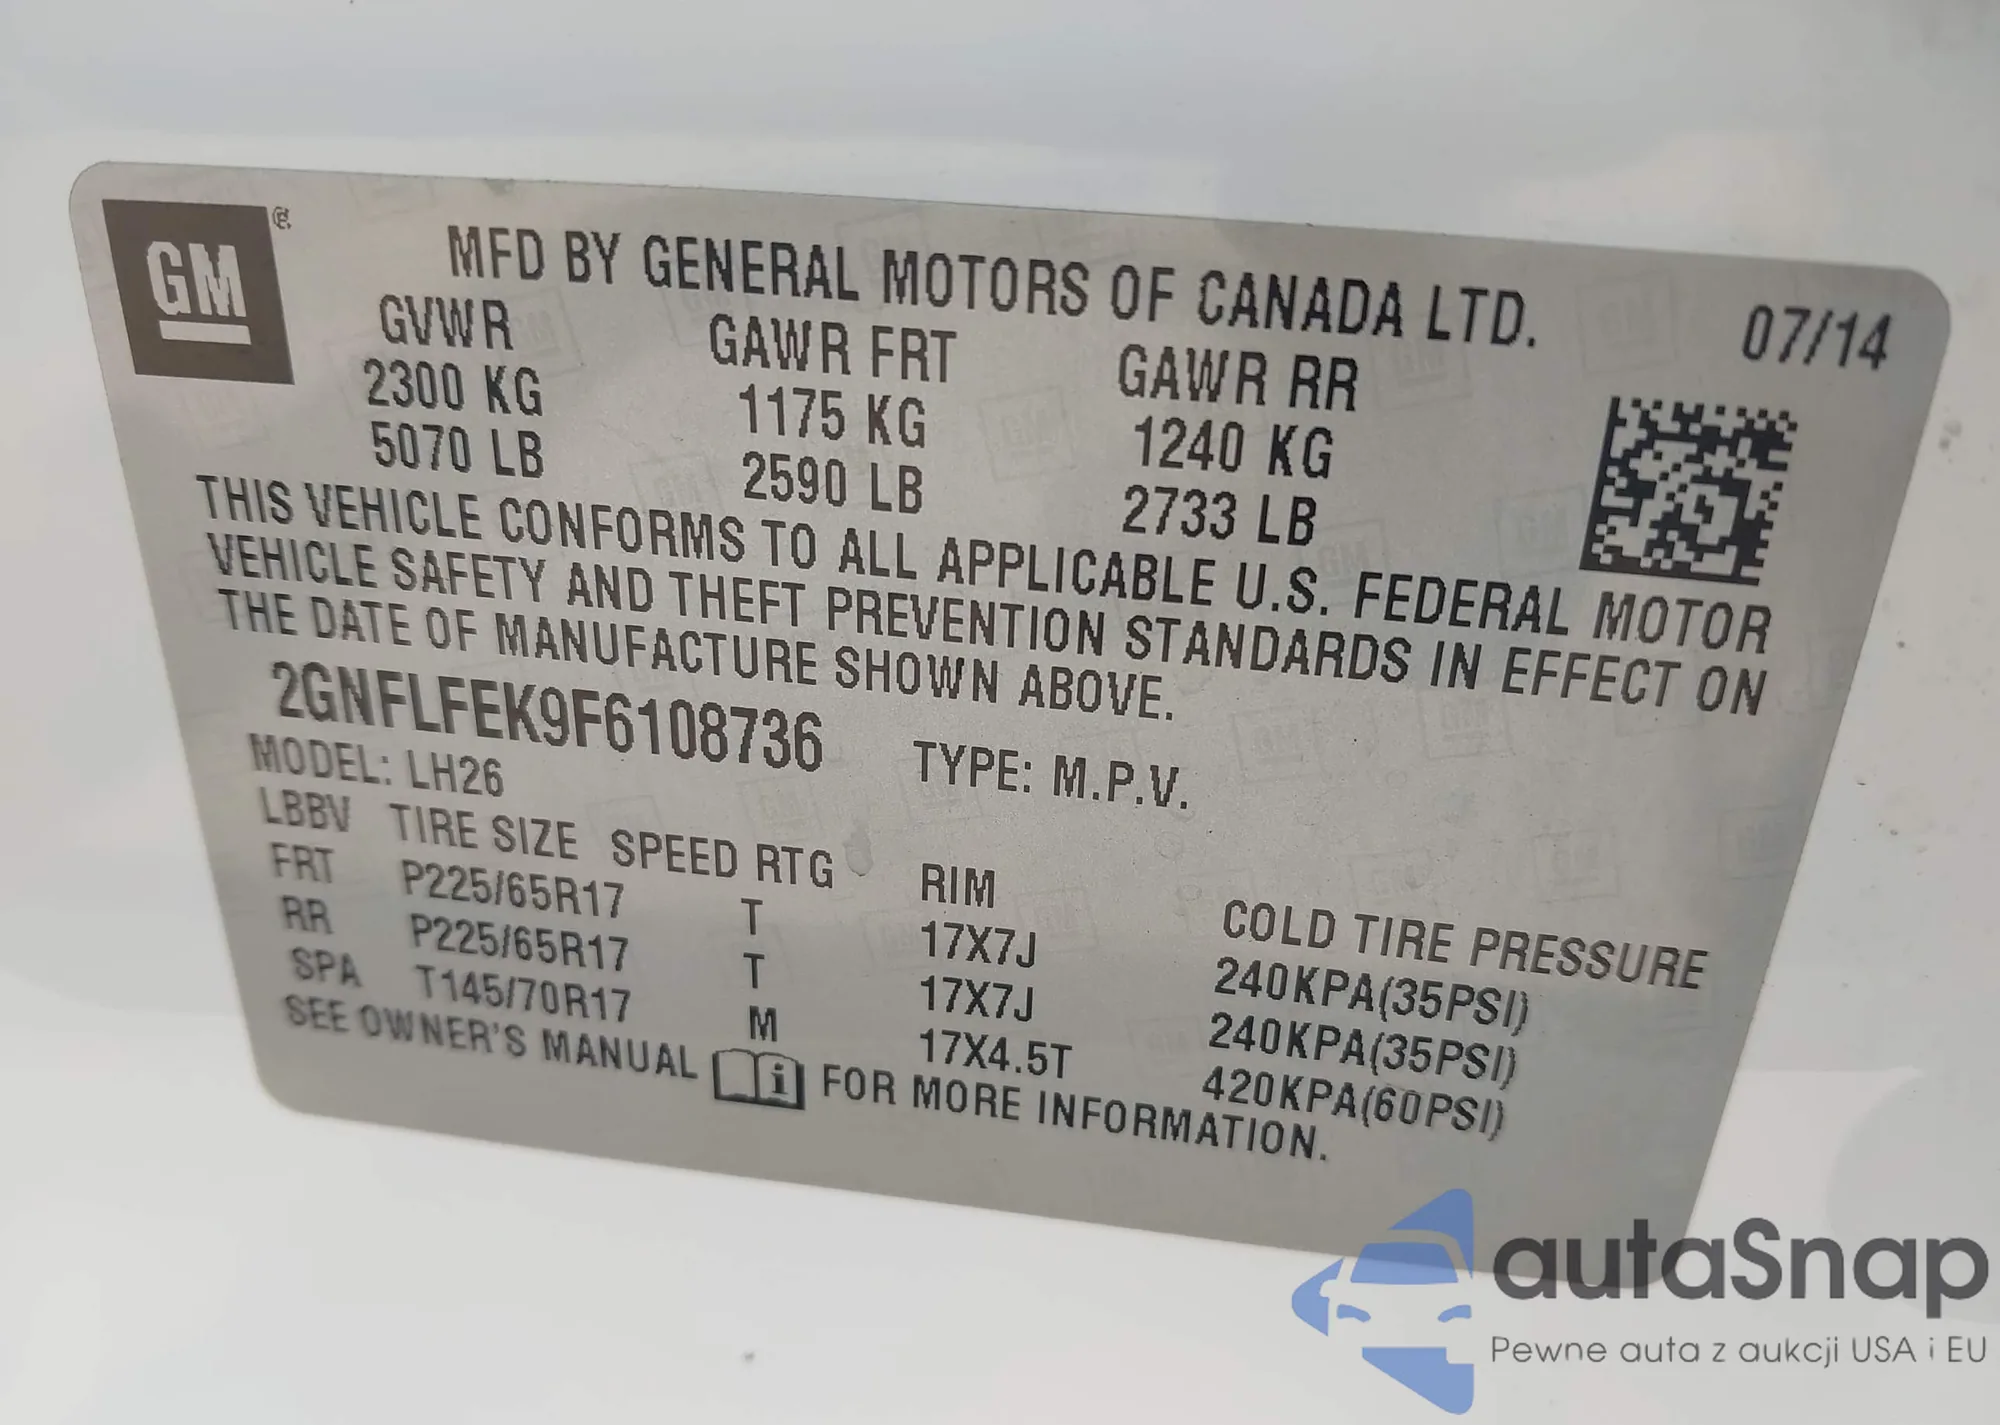 GM
MFD BY GENERAL MOTORS OF CANADA LTD.
07/14
GVWR GAWR FRT GAWR RR
2300 KG 1175 KG 1240 KG
5070 LB 2590 LB 2733 LB
THIS VEHICLE CONFORMS TO ALL APPLICABLE U.S. FEDERAL MOTOR
VEHICLE SAFETY AND THEFT PREVENTION STANDARDS IN EFFECT ON
THE DATE OF MANUFACTURE SHOWN ABOVE.
2GNFLFEK9F6108736 TYPE: M.P.V.
MODEL: LH26
LBBV TIRE SIZE SPEED RTG RIM COLD TIRE PRESSURE
FRT P225/65R17 T 17X7J 240KPA(35PSI)
RR P225/65R17 T 17X7J 240KPA(35PSI)
SPA T145/70R17 M 17X4.5T 420KPA(60PSI)
SEE OWNER'S MANUAL i FOR MORE INFORMATION.
autaSnap
Pewne auta z aukcji USA i EU